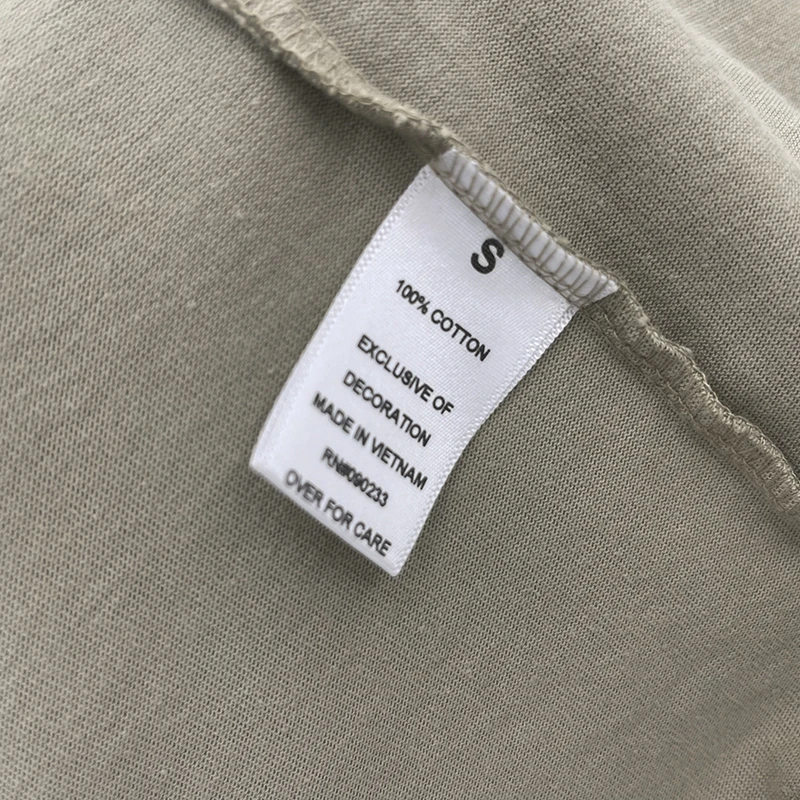 S
100% COTTON
EXCLUSIVE OF
DECORATION
MADE IN VIETNAM
RN#090233
OVER FOR CARE